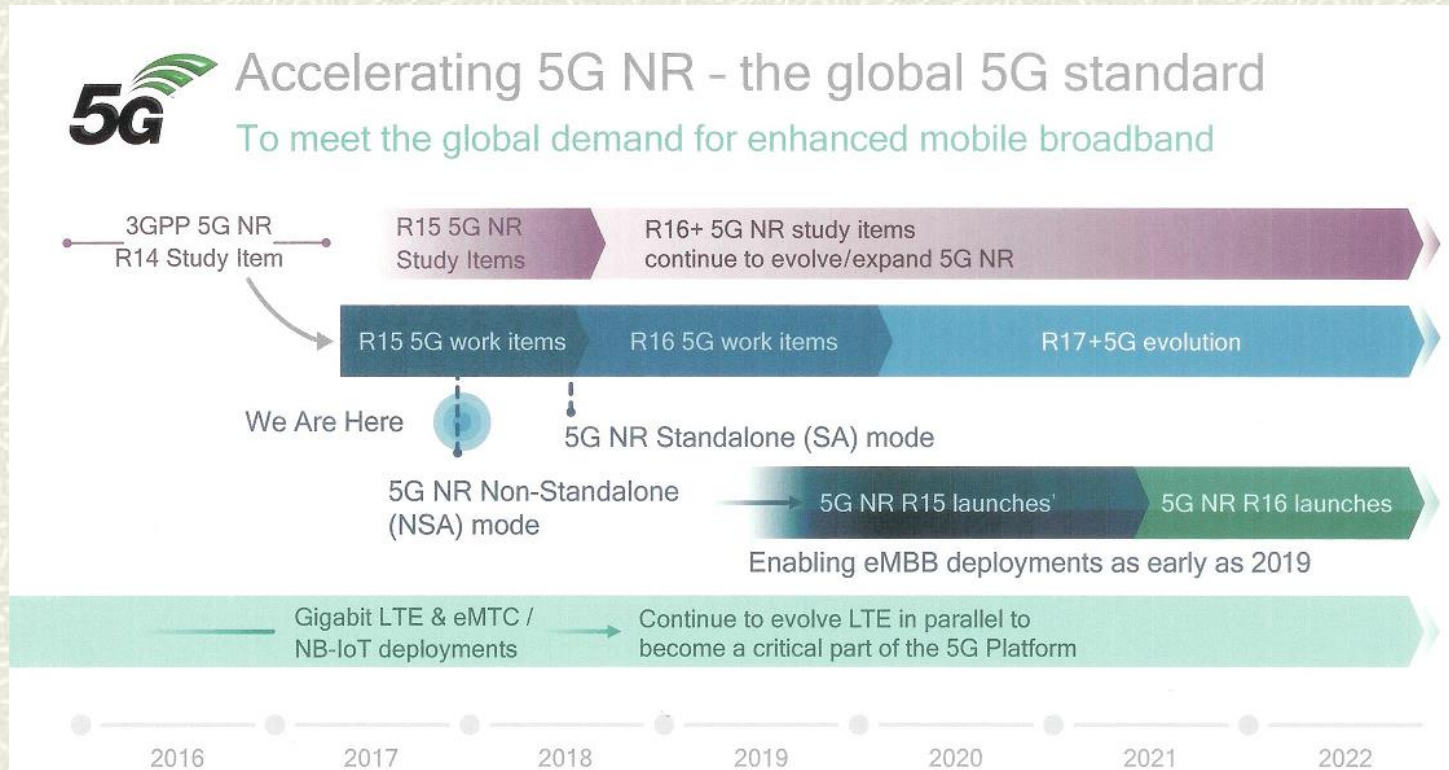 5G
Accelerating 5G NR - the global 5G standard
To meet the global demand for enhanced mobile broadband
3GPP 5G NR
R14 Study Item
R15 5G NR
Study Items
R16+ 5G NR study items
continue to evolve/expand 5G NR
R15 5G work items
R16 5G work items
R17+5G evolution
We Are Here
5G NR Standalone (SA) mode
5G NR Non-Standalone
(NSA) mode
5G NR R15 launches¹
5G NR R16 launches
Enabling eMBB deployments as early as 2019
Gigabit LTE & eMTC /
NB-IoT deployments
Continue to evolve LTE in parallel to
become a critical part of the 5G Platform
2016
2017
2018
2019
2020
2021
2022